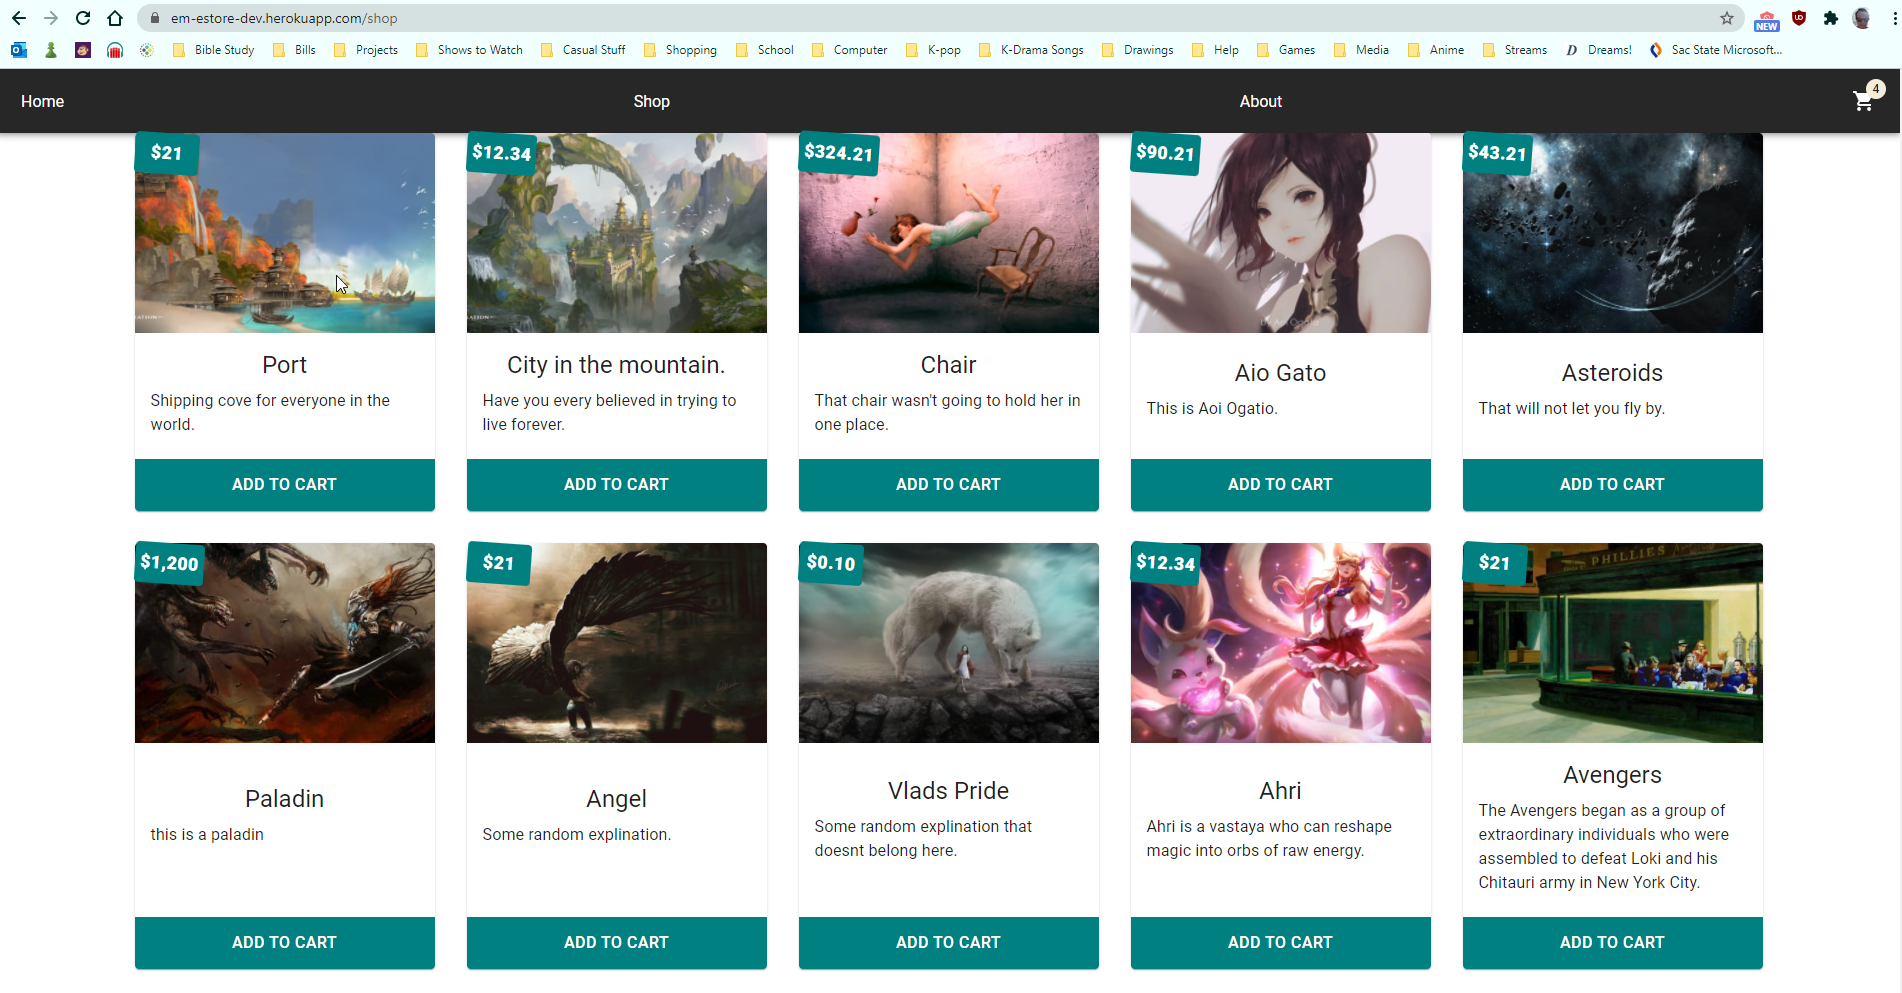 em-estore-dev.herokuapp.com/shop
NEW
Bible Study Bills Projects Shows to Watch Casual Stuff Shopping School Computer K-pop K-Drama Songs Drawings Help Games Media Anime Streams Dreams! Sac State Microsoft...
Home Shop About 4
$21 $12.34 $324.21 $90.21 $43.21
Port
Shipping cove for everyone in the
world.
ADD TO CART
City in the mountain.
Have you every believed in trying to
live forever.
ADD TO CART
Chair
That chair wasn't going to hold her in
one place.
ADD TO CART
Aio Gato
This is Aoi Ogatio.
ADD TO CART
Asteroids
That will not let you fly by.
ADD TO CART
$1,200 $21 $0.10 $12.34 $21
PHILLIES
Paladin
this is a paladin
ADD TO CART
Angel
Some random explination.
ADD TO CART
Vlads Pride
Some random explination that
doesnt belong here.
ADD TO CART
Ahri
Ahri is a vastaya who can reshape
magic into orbs of raw energy.
ADD TO CART
Avengers
The Avengers began as a group of
extraordinary individuals who were
assembled to defeat Loki and his
Chitauri army in New York City.
ADD TO CART